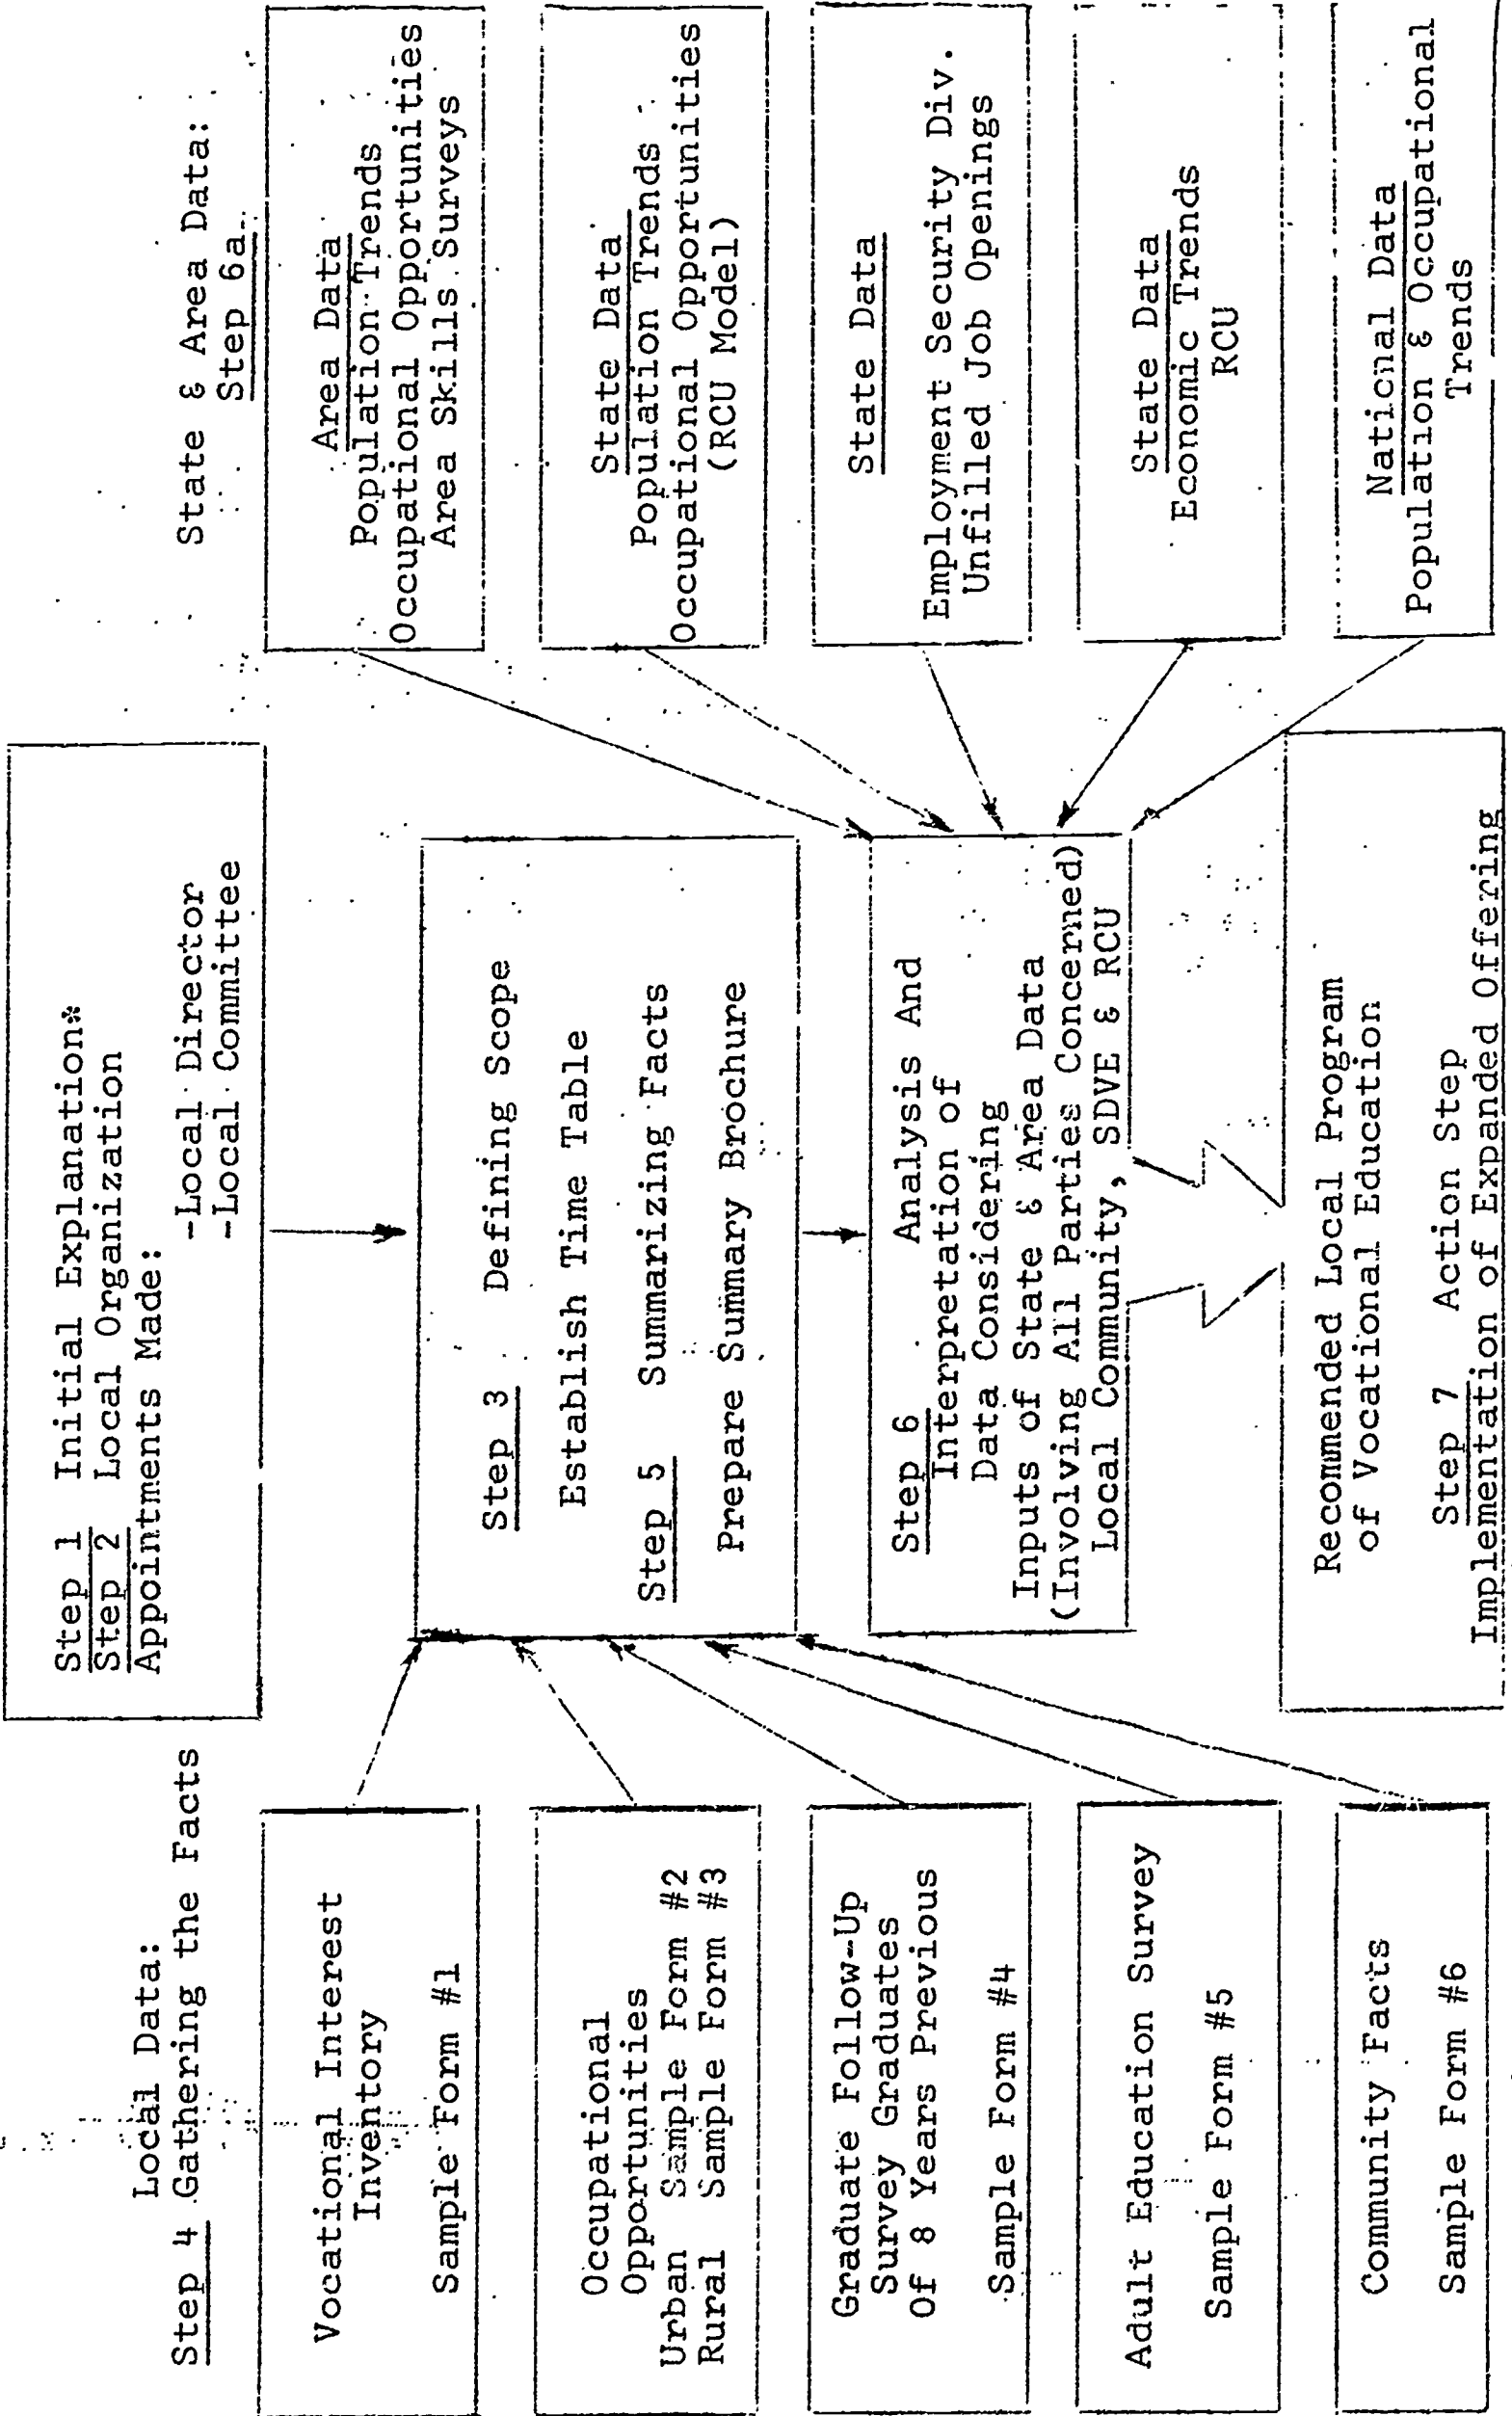 Step 1 Initial Explanation*
Step 2 Local Organization
Appointments Made:
-Local Director
-Local Committee
Local Data:
Step 4 Gathering the Facts
Vocational Interest
Inventory
Sample Form #1
Occupational
Opportunities
Urban Sample Form #2
Rural Sample Form #3
Graduate Follow-Up
Survey Graduates
Of 8 Years Previous
Sample Form #4
Adult Education Survey
Sample Form #5
Community Facts
Sample Form #6
Step 3 Defining Scope
Establish Time Table
Step 5 Summarizing Facts
Prepare Summary Brochure
Step 6 Analysis And
Interpretation of
Data Considering
Inputs of State & Area Data
(Involving All Parties Concerned)
Local Community, SDVE & RCU
Recommended Local Program
of Vocational Education
Step 7 Action Step
Implementation of Expanded Offering
State & Area Data:
Step 6a
Area Data
Population Trends
Occupational Opportunities
Area Skills Surveys
State Data
Population Trends
Occupational Opportunities
(RCU Model)
State Data
Employment Security Div.
Unfilled Job Openings
State Data
Economic Trends
RCU
National Data
Population & Occupational
Trends